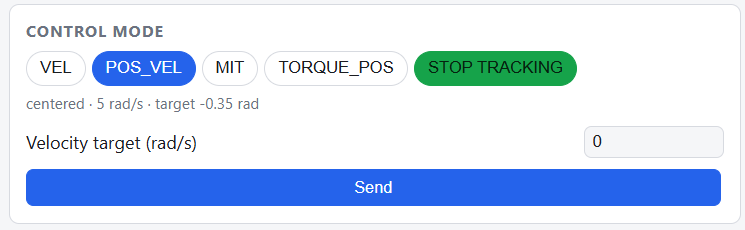 CONTROL MODE
VEL POS_VEL MIT TORQUE_POS STOP TRACKING
centered · 5 rad/s · target -0.35 rad
Velocity target (rad/s) 0
Send